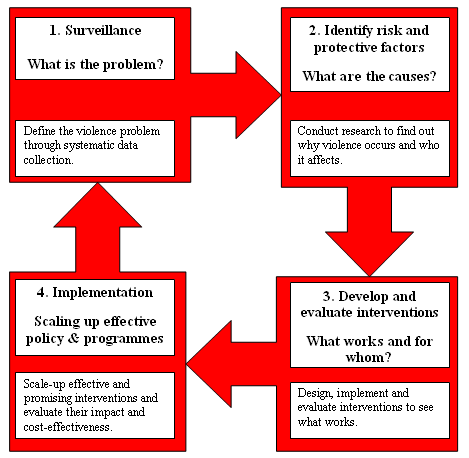 1. Surveillance
What is the problem?
Define the violence problem
through systematic data
collection.
2. Identify risk and
protective factors
What are the causes?
Conduct research to find out
why violence occurs and who
it affects.
3. Develop and
evaluate interventions
What works and for
whom?
Design, implement and
evaluate interventions to see
what works.
4. Implementation
Scaling up effective
policy & programmes
Scale-up effective and
promising interventions and
evaluate their impact and
cost-effectiveness.